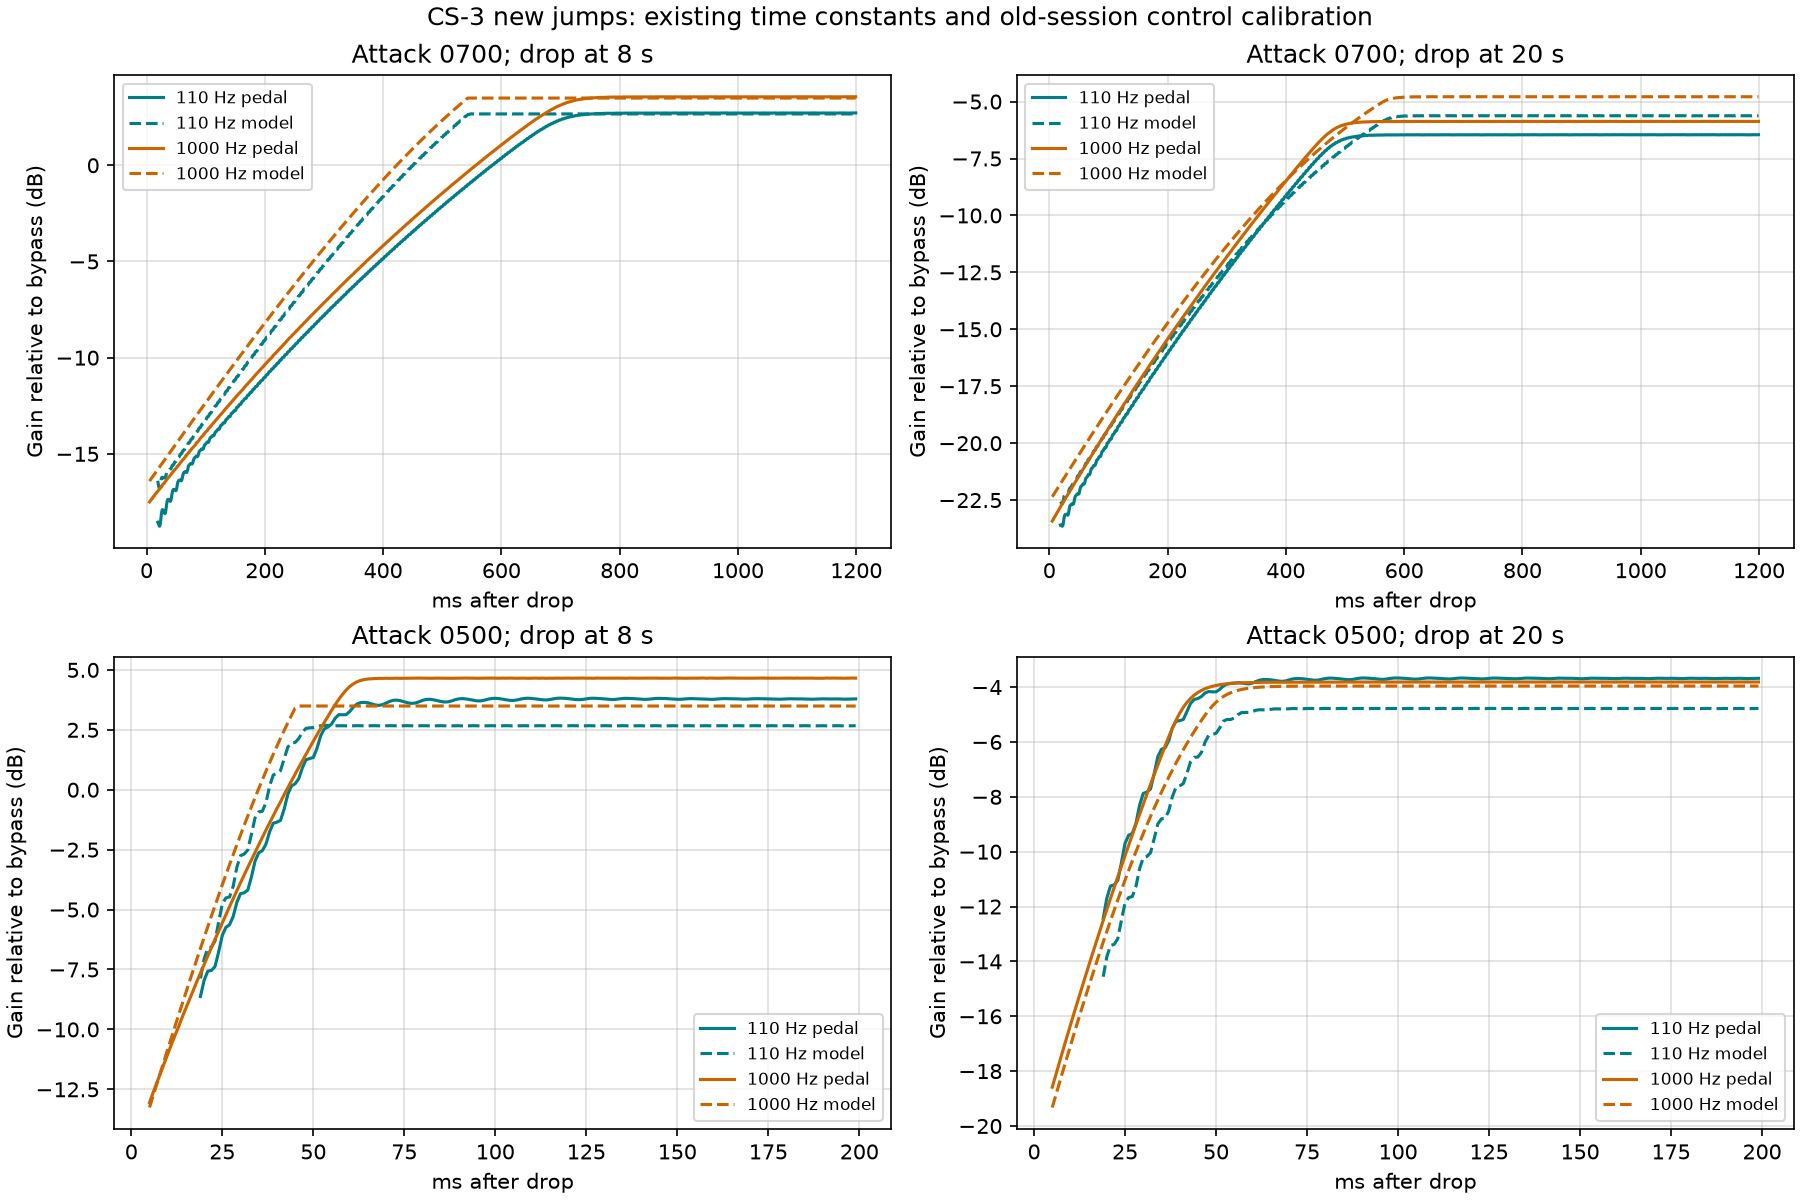 CS-3 new jumps: existing time constants and old-session control calibration
Attack 0700; drop at 8 s
110 Hz pedal
110 Hz model
1000 Hz pedal
1000 Hz model
Gain relative to bypass (dB)
0
−5
−10
−15
0
200
400
600
800
1000
1200
ms after drop
Attack 0700; drop at 20 s
110 Hz pedal
110 Hz model
1000 Hz pedal
1000 Hz model
Gain relative to bypass (dB)
−5.0
−7.5
−10.0
−12.5
−15.0
−17.5
−20.0
−22.5
0
200
400
600
800
1000
1200
ms after drop
Attack 0500; drop at 8 s
Gain relative to bypass (dB)
5.0
2.5
0.0
−2.5
−5.0
−7.5
−10.0
−12.5
110 Hz pedal
110 Hz model
1000 Hz pedal
1000 Hz model
0
25
50
75
100
125
150
175
200
ms after drop
Attack 0500; drop at 20 s
Gain relative to bypass (dB)
−4
−6
−8
−10
−12
−14
−16
−18
−20
110 Hz pedal
110 Hz model
1000 Hz pedal
1000 Hz model
0
25
50
75
100
125
150
175
200
ms after drop